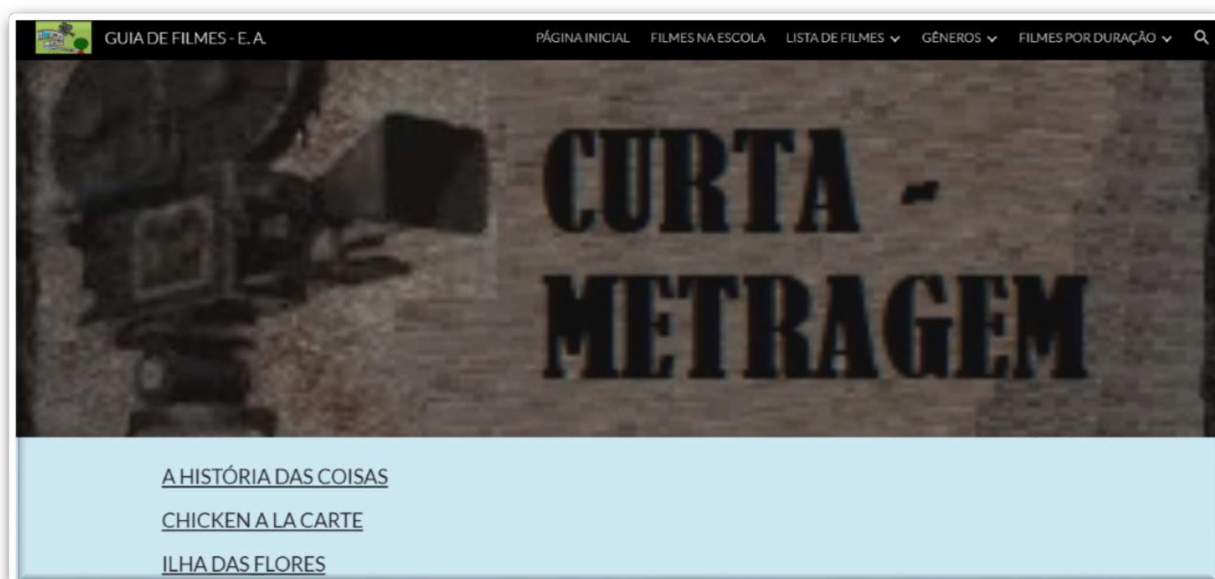 GUIA DE FILMES - E. A.
PÁGINA INICIAL FILMES NA ESCOLA LISTA DE FILMES GÊNEROS FILMES POR DURAÇÃO
CURTA -
METRAGEM
A HISTÓRIA DAS COISAS
CHICKEN A LA CARTE
ILHA DAS FLORES